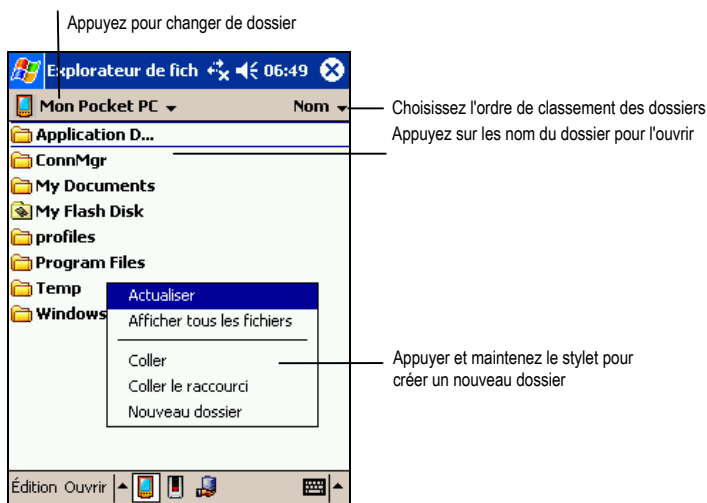 Appuyez pour changer de dossier
Explorateur de fich 06:49
Mon Pocket PC Nom
Choisissez l'ordre de classement des dossiers
Application D...
Appuyez sur les nom du dossier pour l'ouvrir
ConnMgr
My Documents
My Flash Disk
profiles
Program Files
Temp
Windows
Actualiser
Afficher tous les fichiers
Coller
Coller le raccourci
Nouveau dossier
Appuyer et maintenez le stylet pour
créer un nouveau dossier
Édition Ouvrir